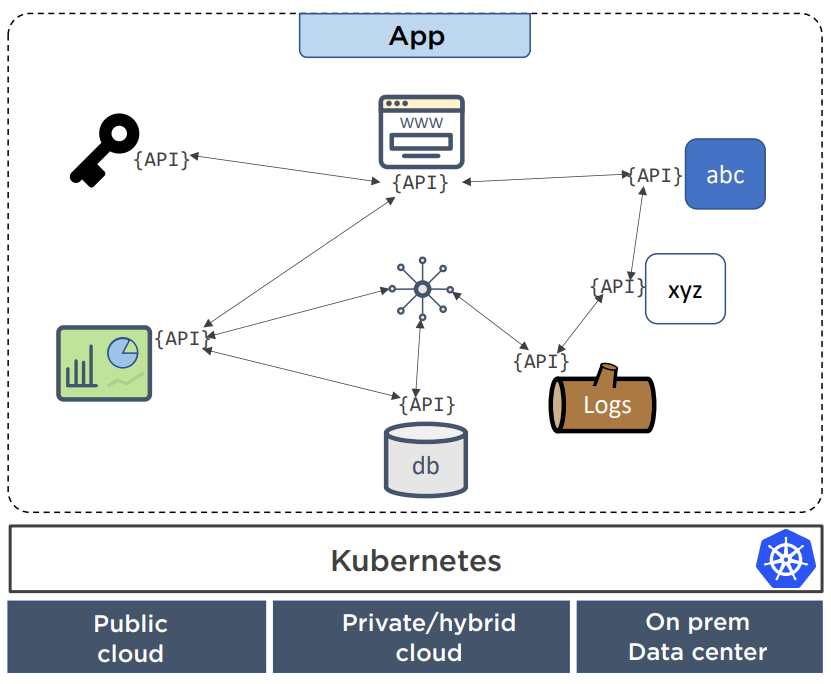 App
WWW
{API}
{API}
{API}
abc
{API}
xyz
{API}
{API}
Logs
{API}
db
Kubernetes
Public
cloud
Private/hybrid
cloud
On prem
Data center